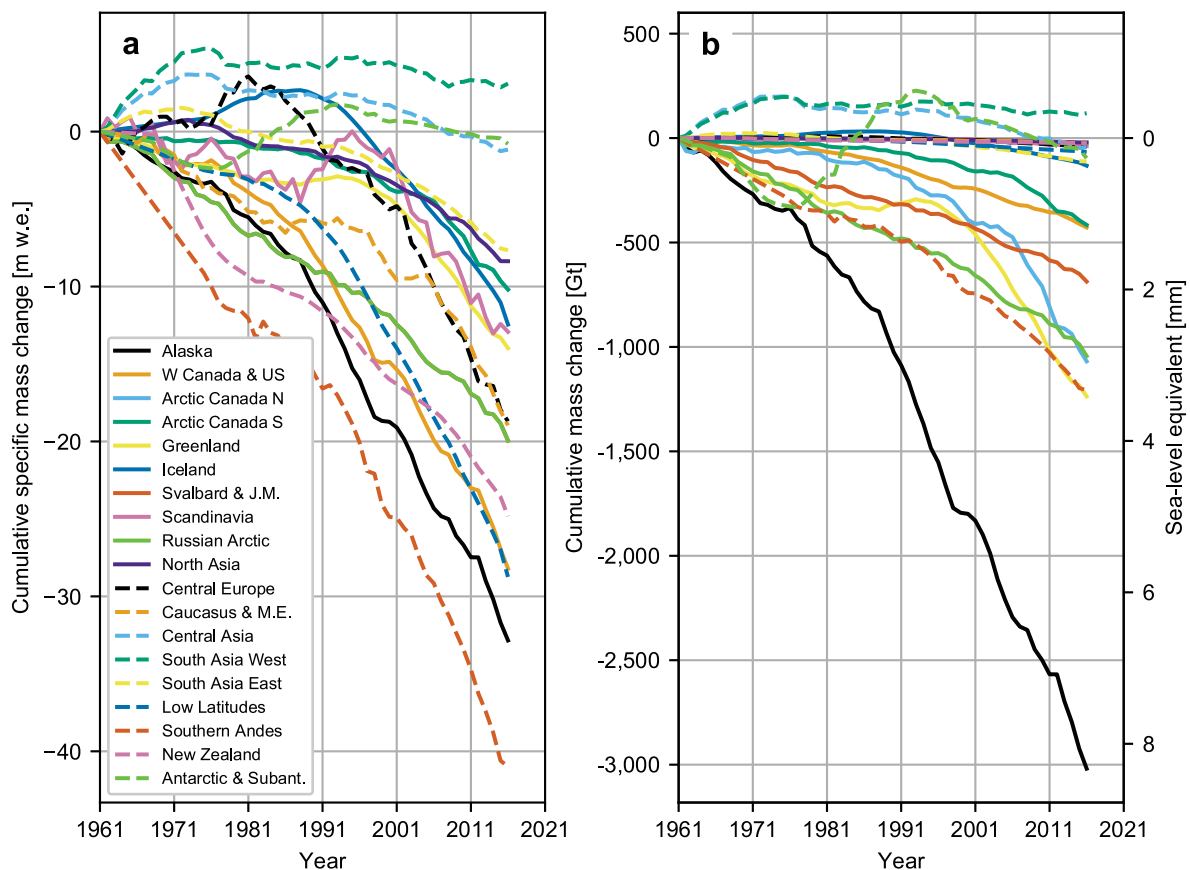 a
Cumulative specific mass change [m w.e.]
0
−10
−20
−30
−40
Alaska
W Canada & US
Arctic Canada N
Arctic Canada S
Greenland
Iceland
Svalbard & J.M.
Scandinavia
Russian Arctic
North Asia
Central Europe
Caucasus & M.E.
Central Asia
South Asia West
South Asia East
Low Latitudes
Southern Andes
New Zealand
Antarctic & Subant.
1961 1971 1981 1991 2001 2011 2021
Year
b
Cumulative mass change [Gt]
500
0
-500
-1,000
-1,500
-2,000
-2,500
-3,000
1961 1971 1981 1991 2001 2011 2021
Year
0
2
4
6
8
Sea-level equivalent [mm]